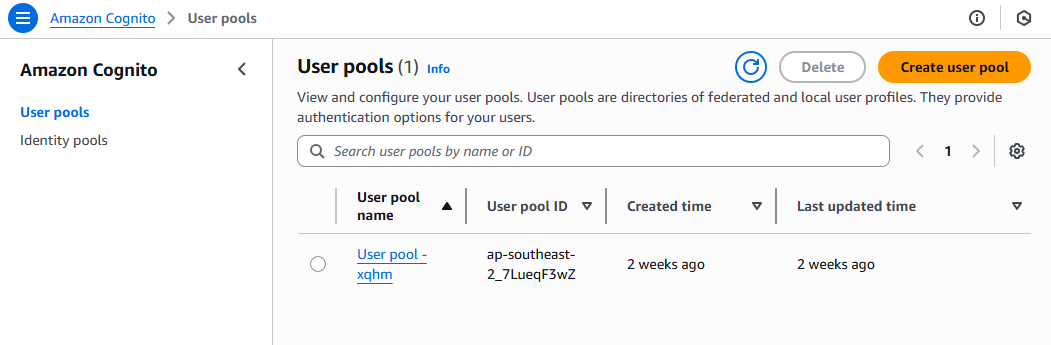 Amazon Cognito > User pools
Amazon Cognito
User pools
Identity pools
User pools (1) Info
Delete
Create user pool
View and configure your user pools. User pools are directories of federated and local user profiles. They provide
authentication options for your users.
Search user pools by name or ID
1
User pool
name
User pool ID
Created time
Last updated time
User pool -
xqhm
ap-southeast-
2_7LueqF3wZ
2 weeks ago
2 weeks ago